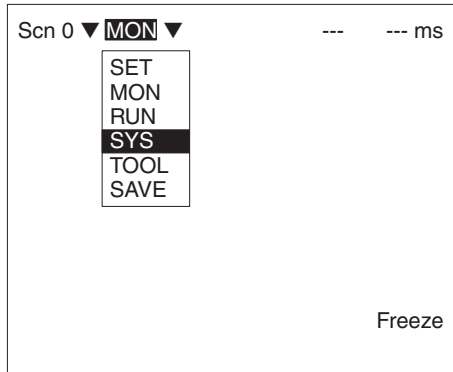 Scn 0 ▼ MON ▼ --- --- ms
SET
MON
RUN
SYS
TOOL
SAVE
Freeze